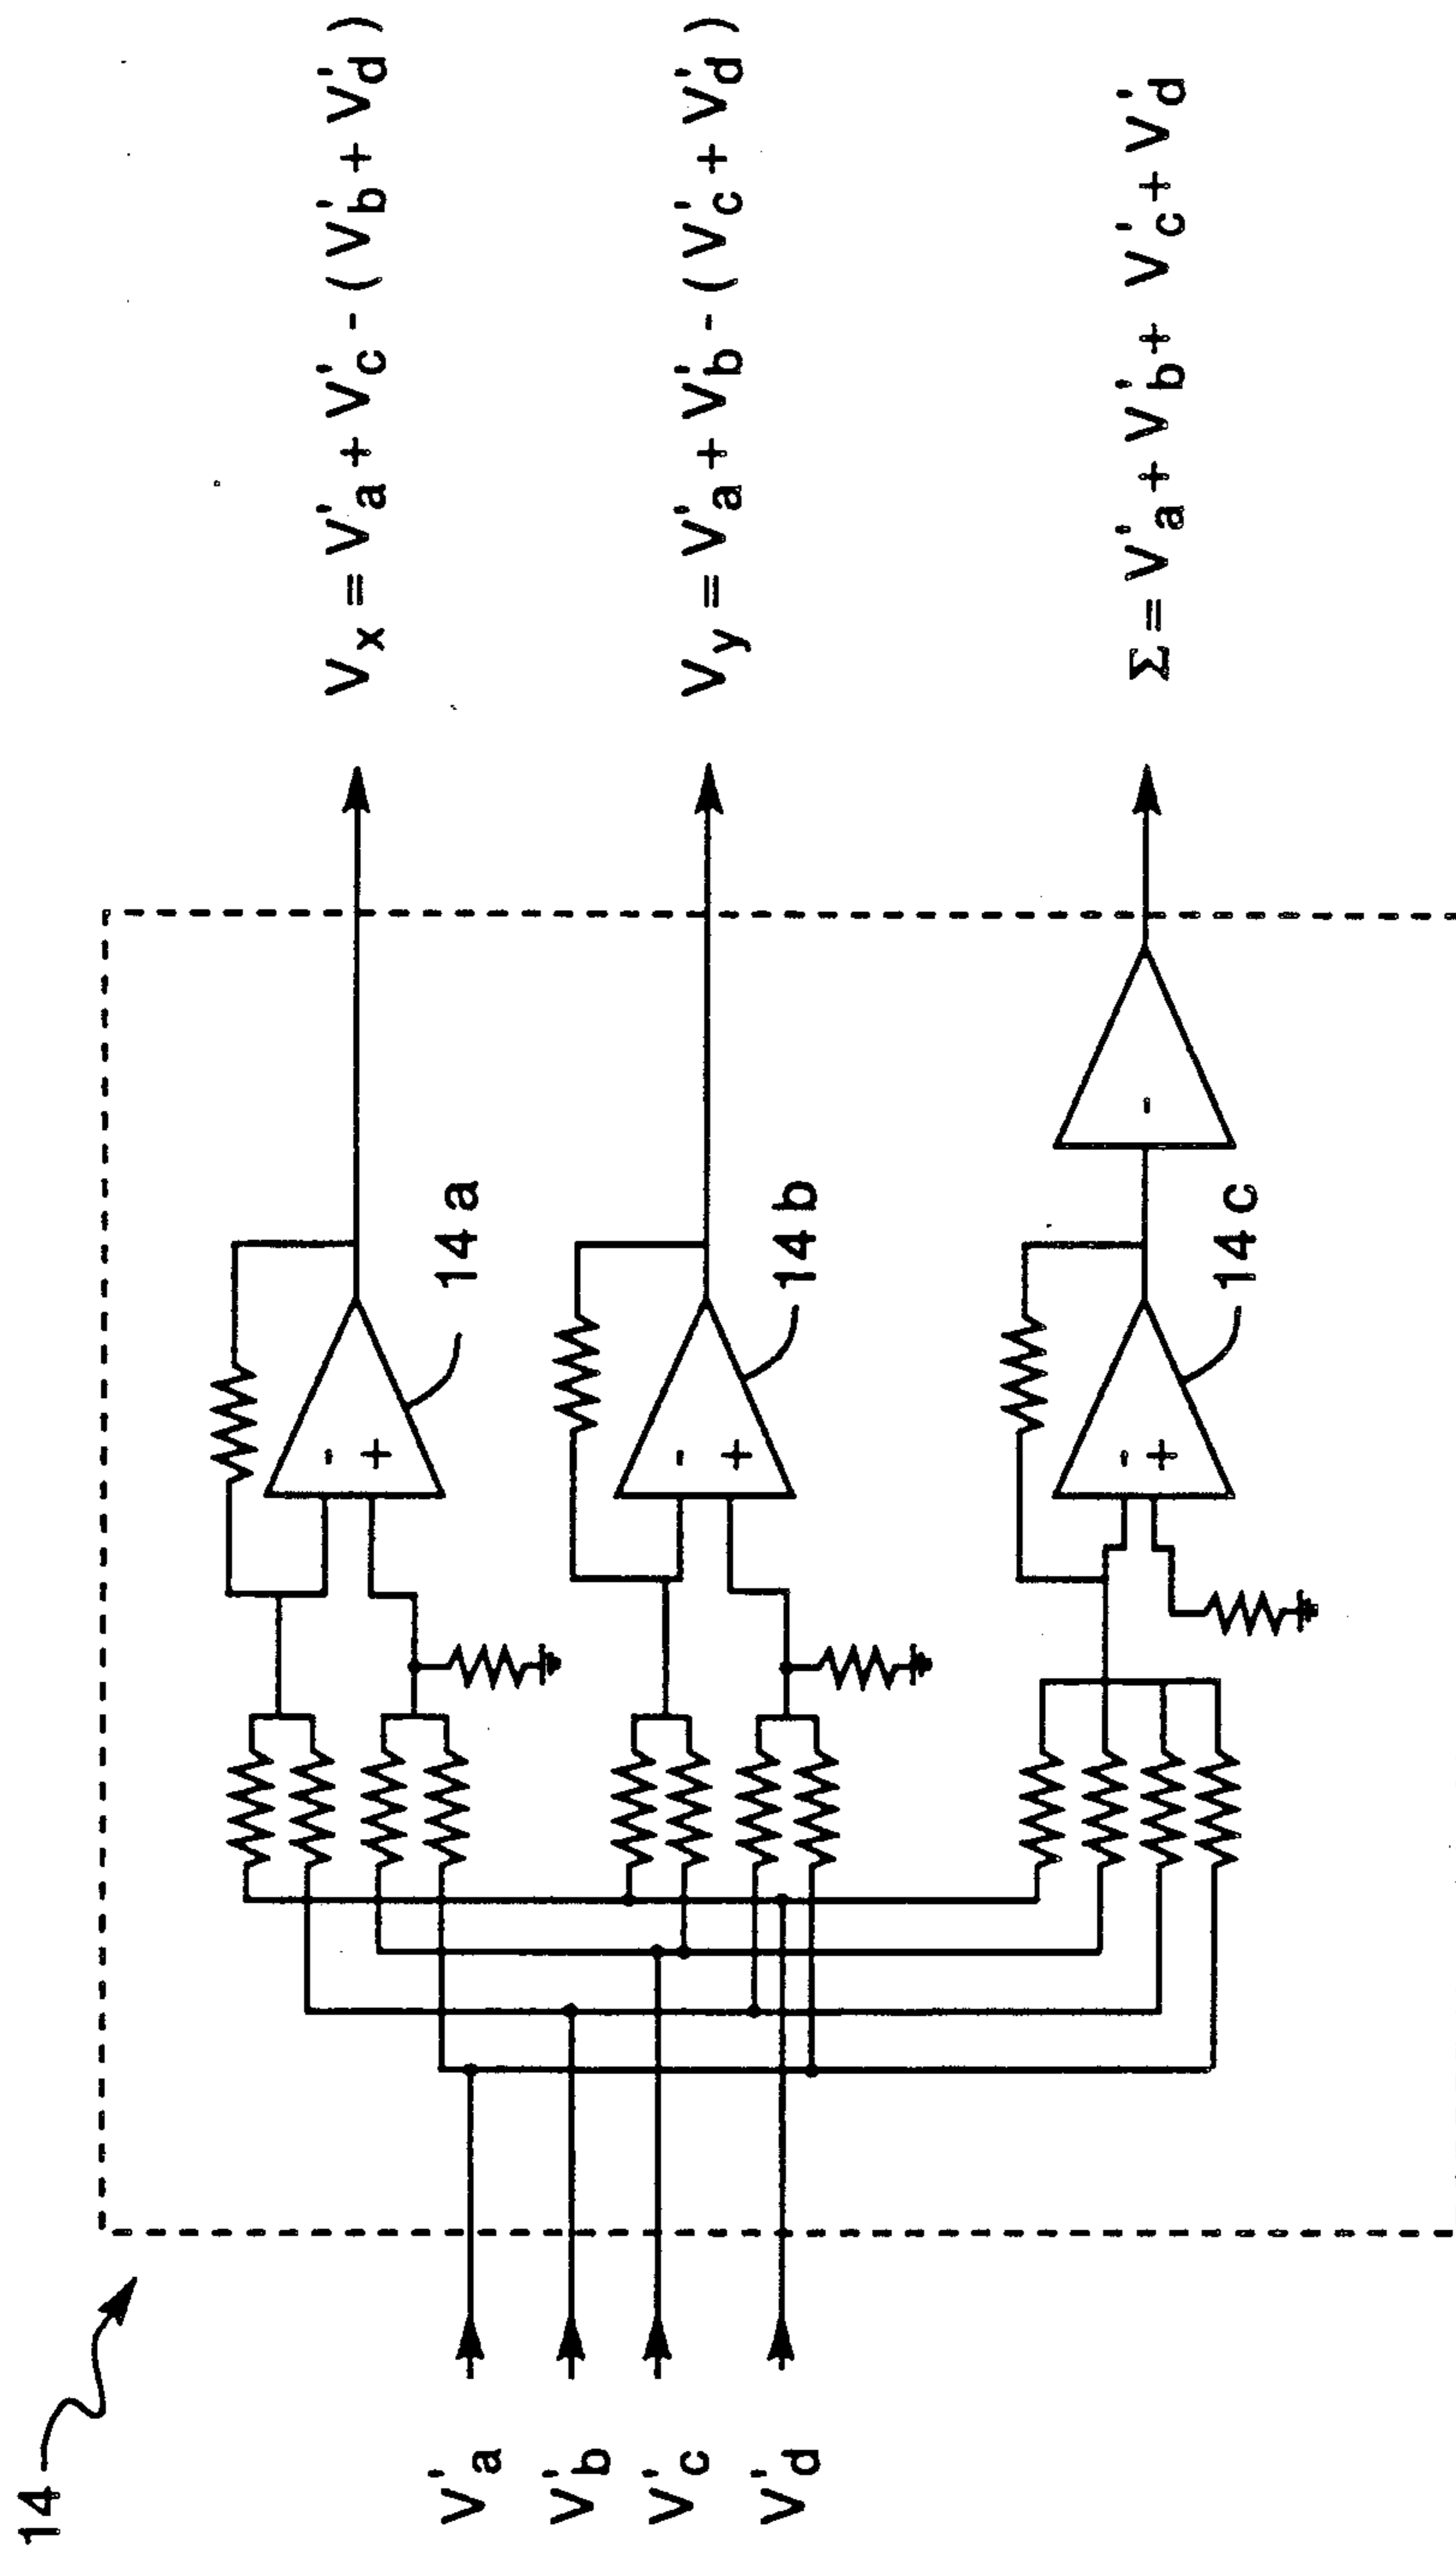 14
V'a
V'b
V'c
V'd
- +
14a
- +
14b
- +
14c
-
Vx = V'a + V'c - ( V'b + V'd )
Vy = V'a + V'b - ( V'c + V'd )
Σ = V'a + V'b + V'c + V'd